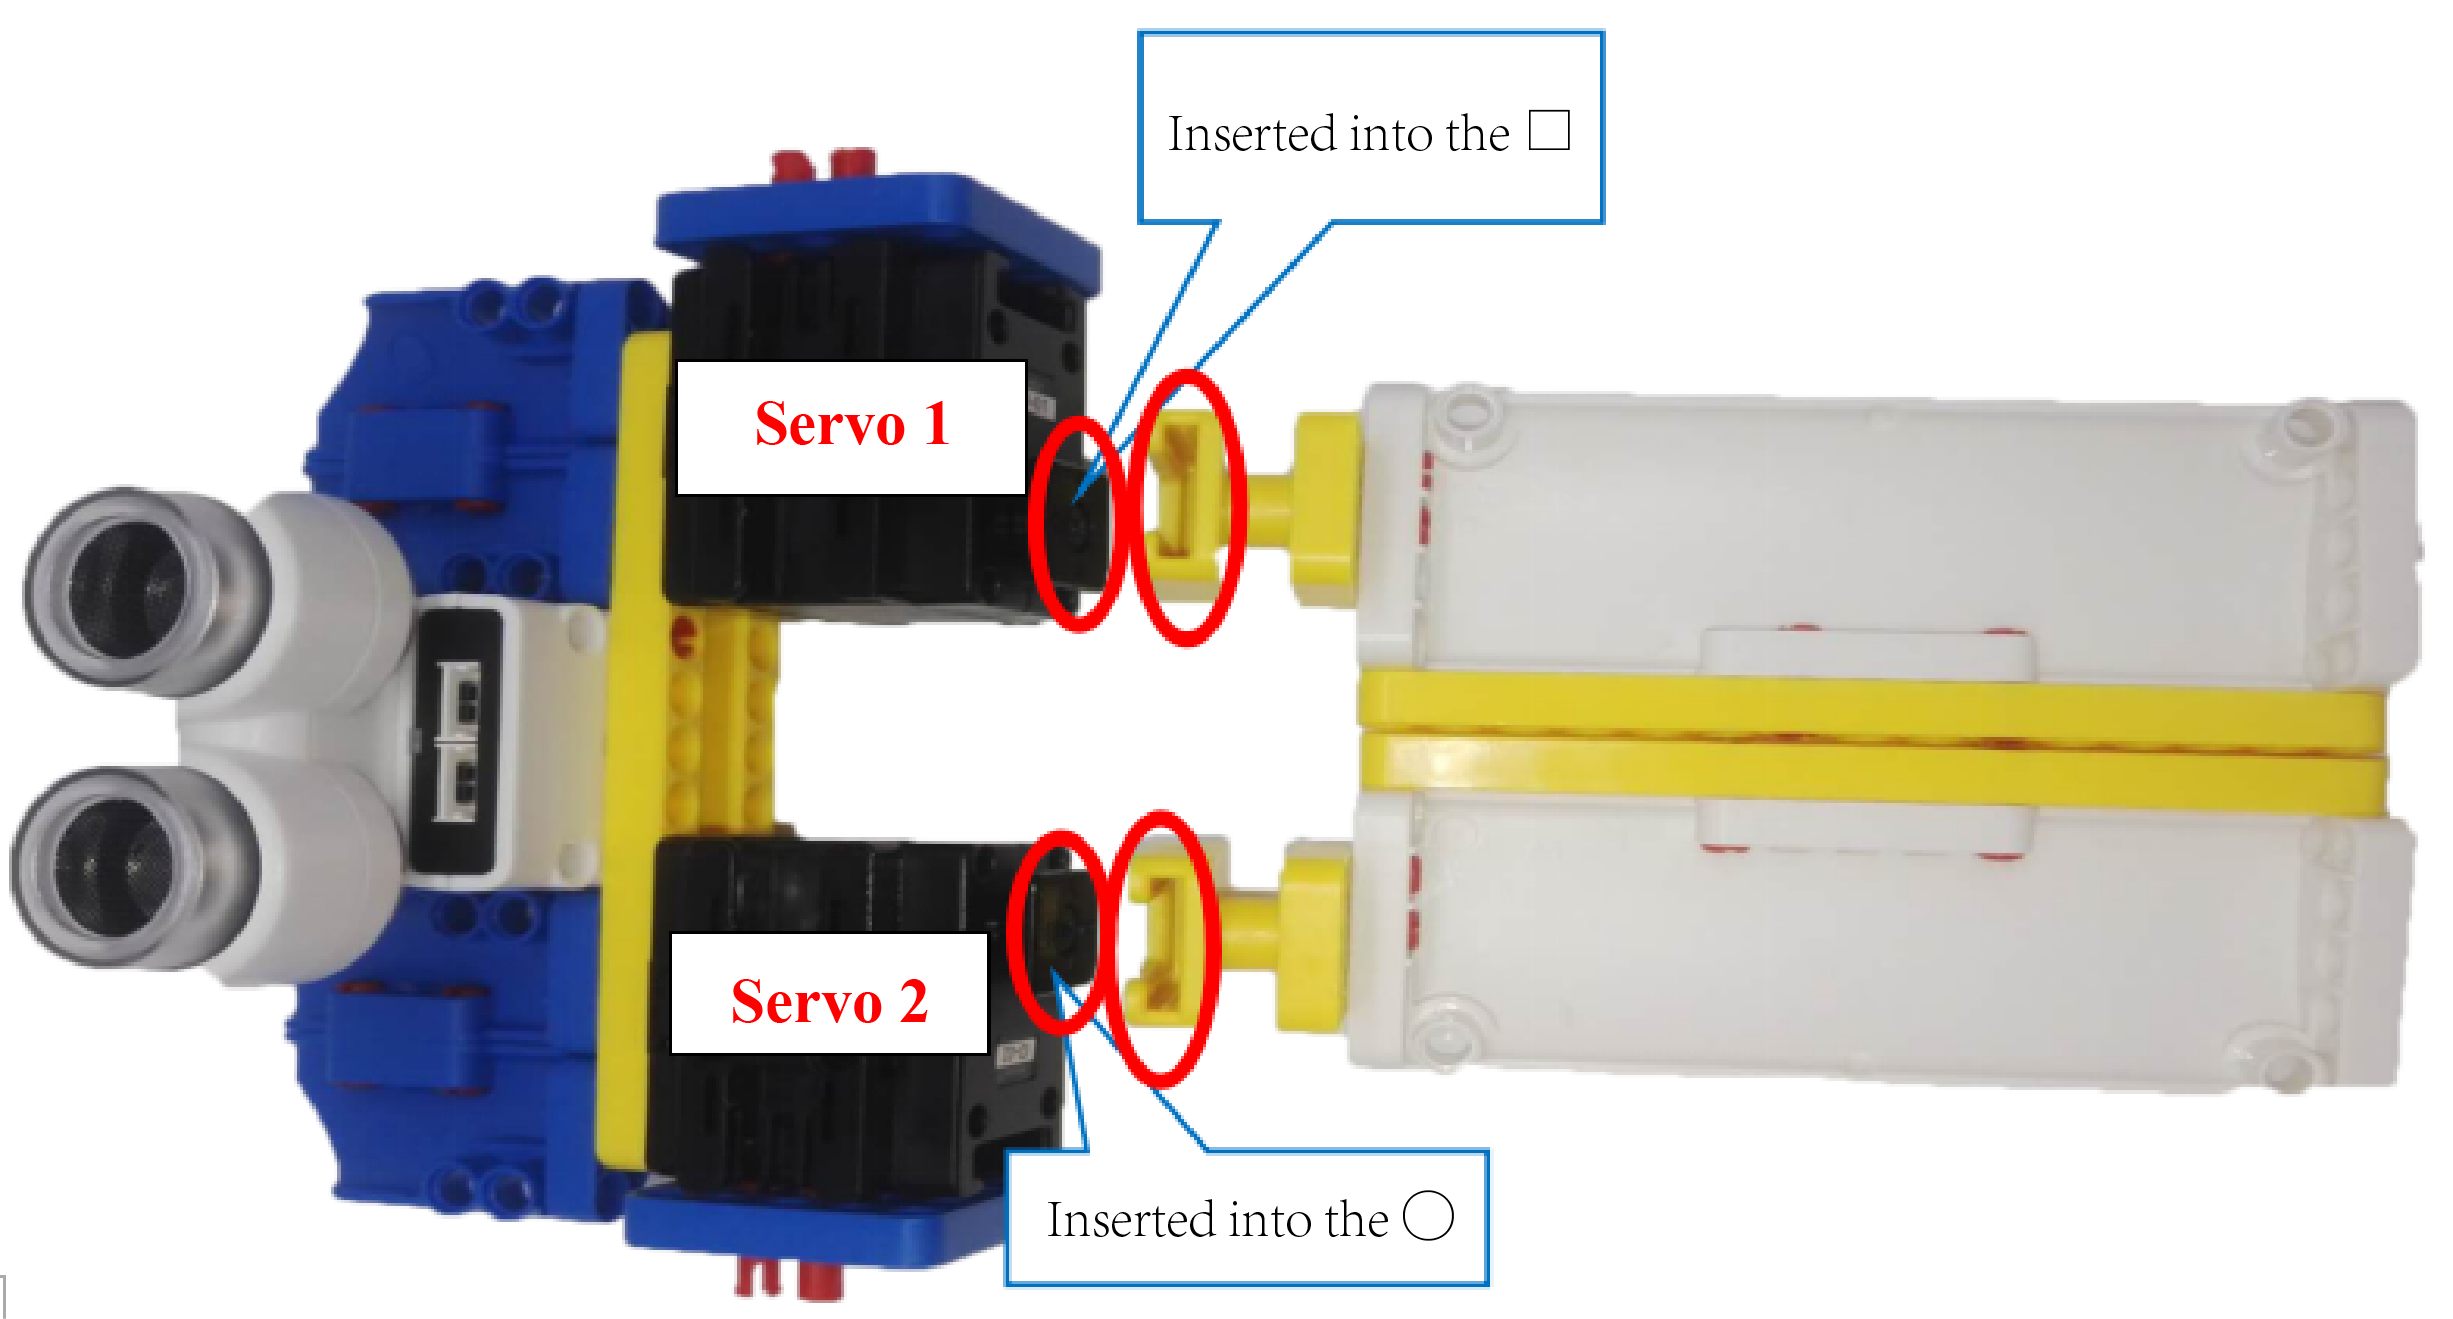 Inserted into the □
Servo 1
Servo 2
Inserted into the ○